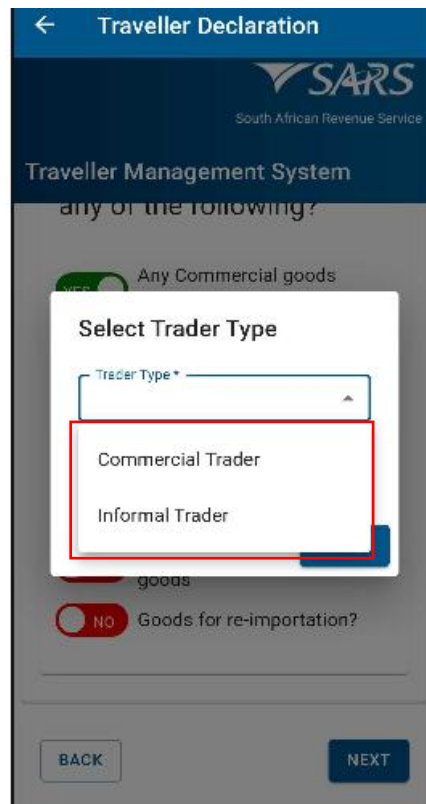 Traveller Declaration
SARS
South African Revenue Service
Traveller Management System
any of the following?
YES
Any Commercial goods
Select Trader Type
Trader Type *
Commercial Trader
Informal Trader
goods
NO
Goods for re-importation?
BACK
NEXT